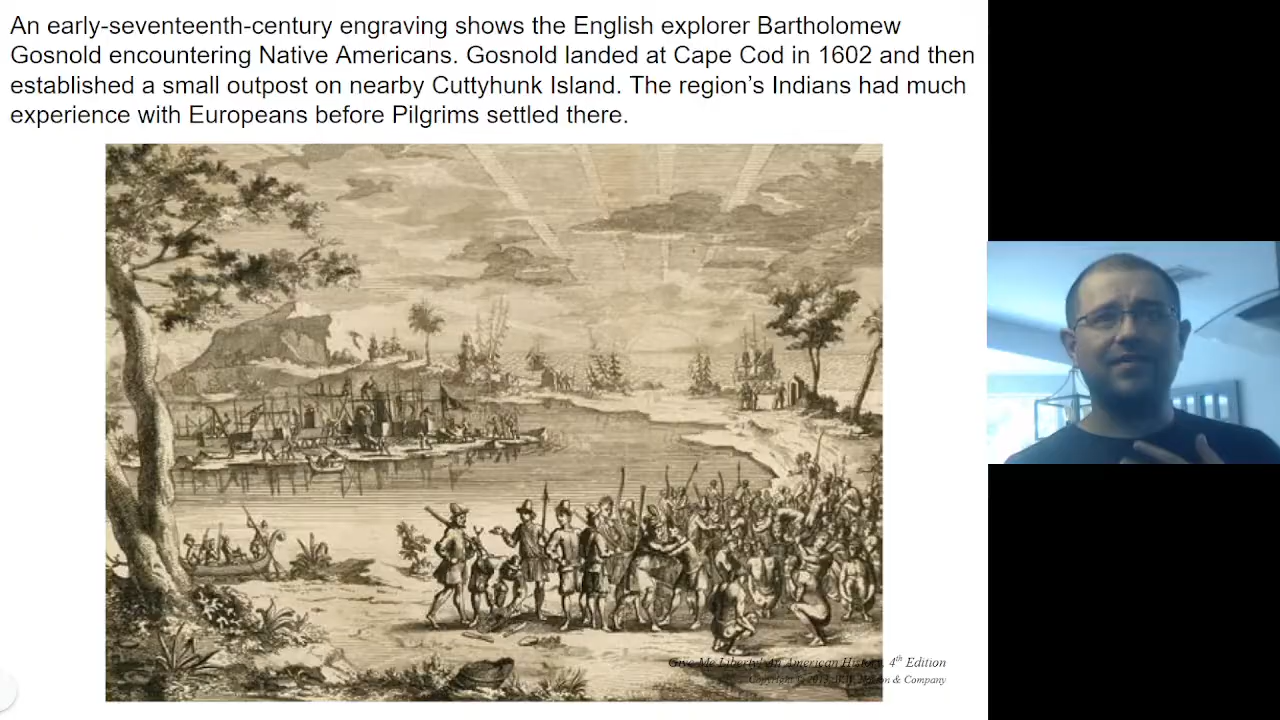 An early-seventeenth-century engraving shows the English explorer Bartholomew
Gosnold encountering Native Americans. Gosnold landed at Cape Cod in 1602 and then
established a small outpost on nearby Cuttyhunk Island. The region’s Indians had much
experience with Europeans before Pilgrims settled there.
Give Me Liberty! An American History, 4th Edition
Copyright © 2013 W.W. Norton & Company